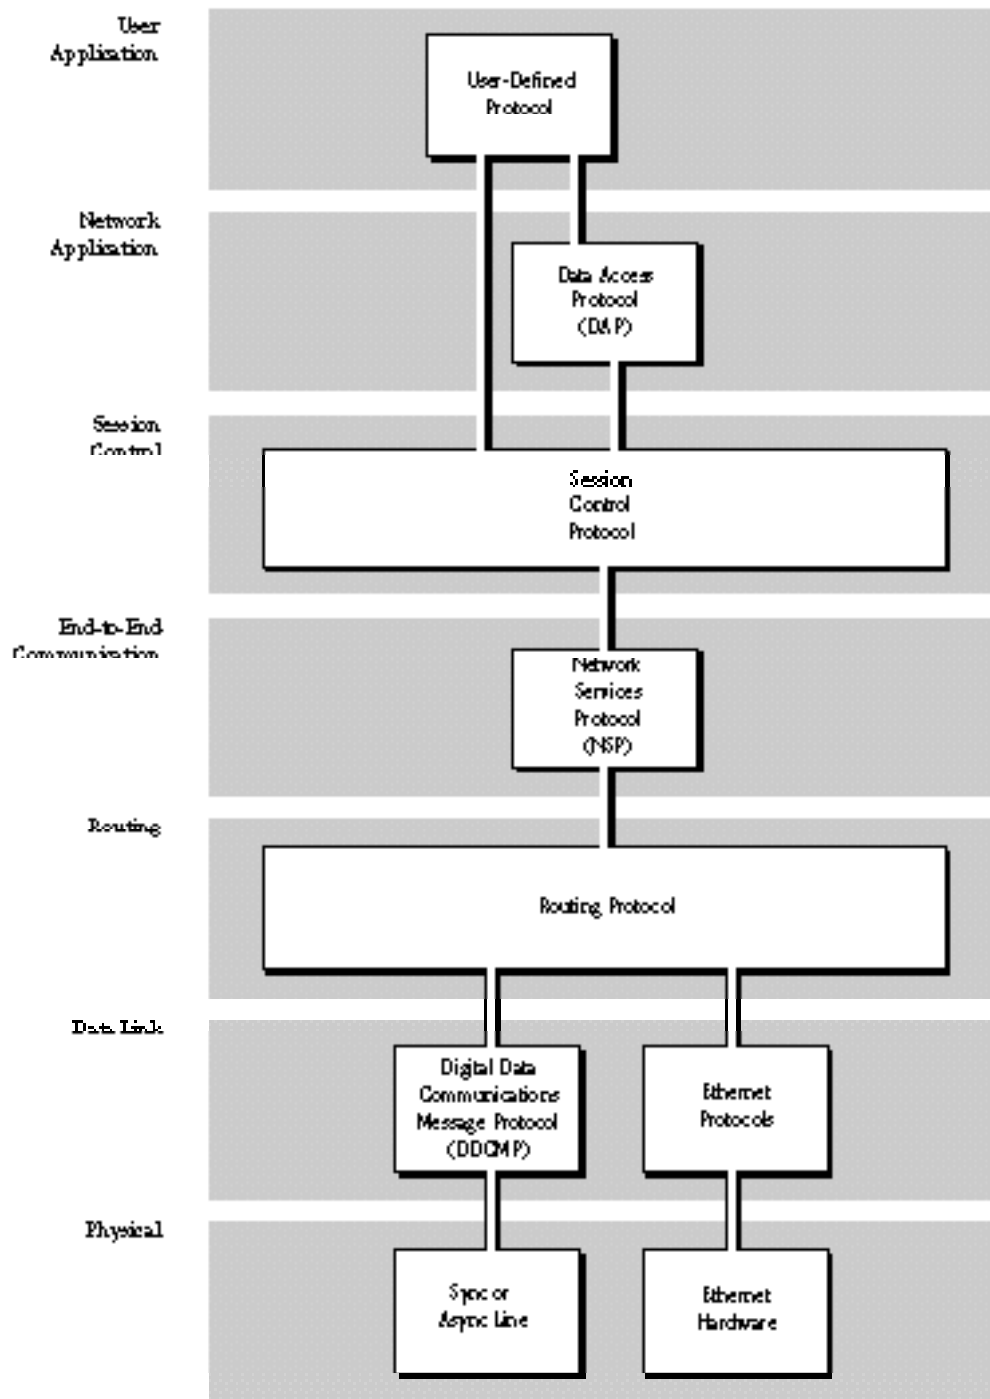 User
Application
User-Defined
Protocol
Network
Application
Data Access
Protocol
(DAP)
Session
Control
Session
Control
Protocol
End-to-End
Communication
Network
Services
Protocol
(NSP)
Routing
Routing Protocol
Data Link
Digital Data
Communications
Message Protocol
(DDCMP)
Ethernet
Protocols
Physical
Sync or
Async Line
Ethernet
Hardware